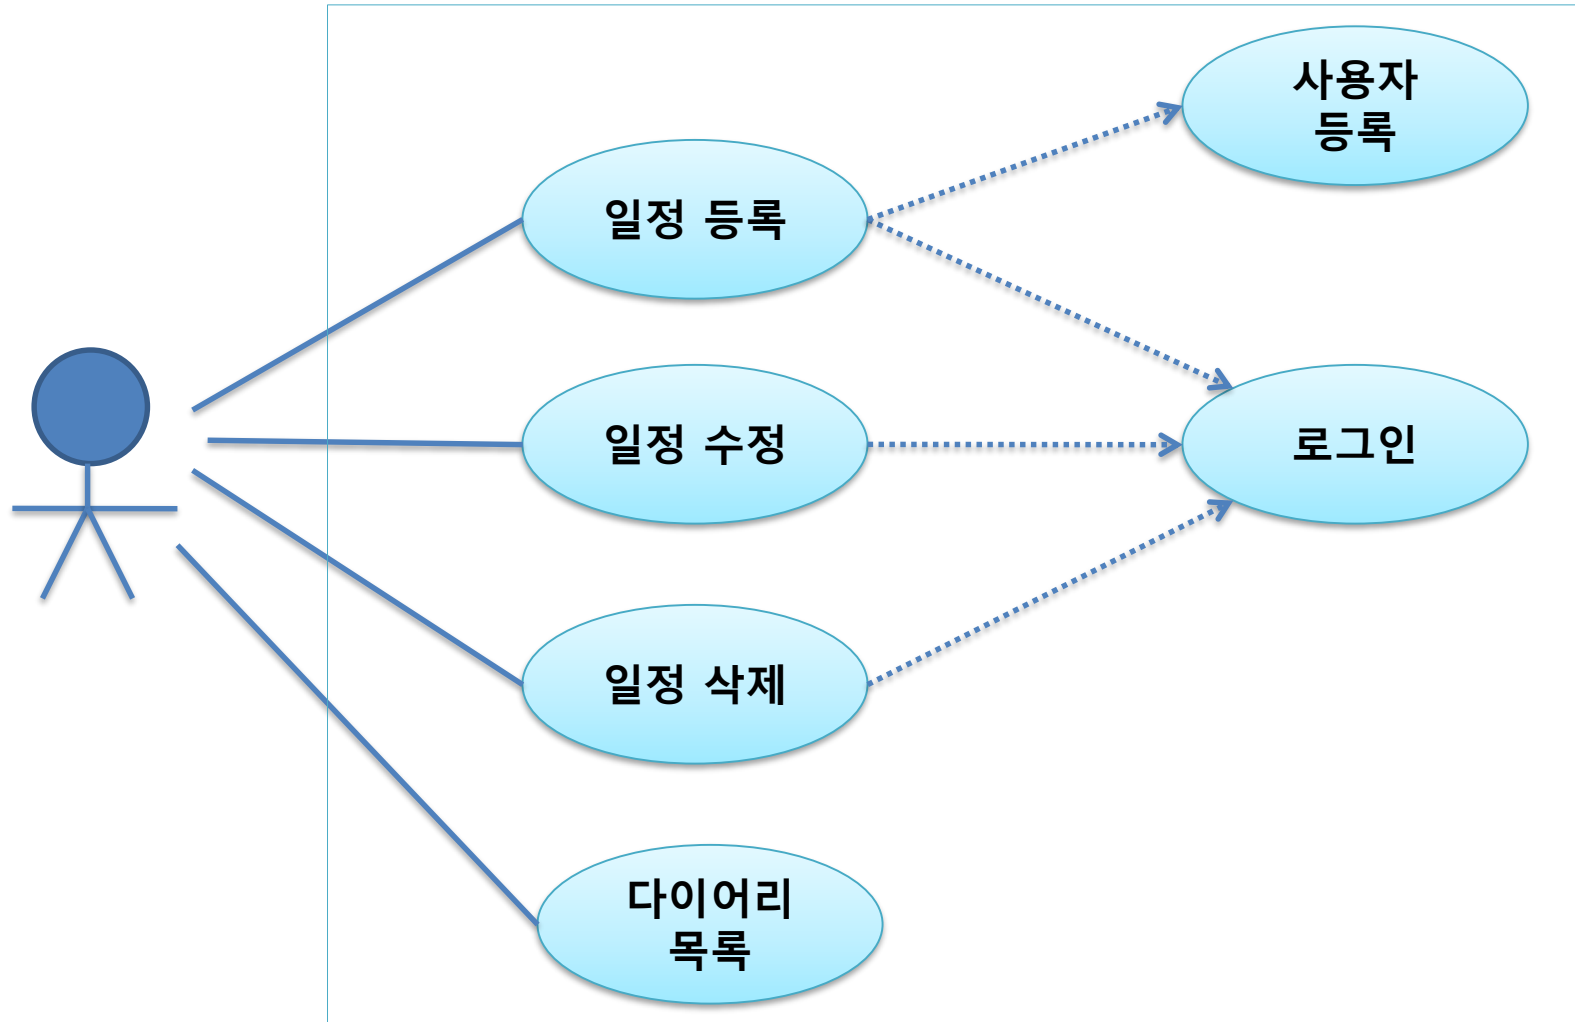 사용자
등록
일정 등록
일정 수정
로그인
일정 삭제
다이어리
목록